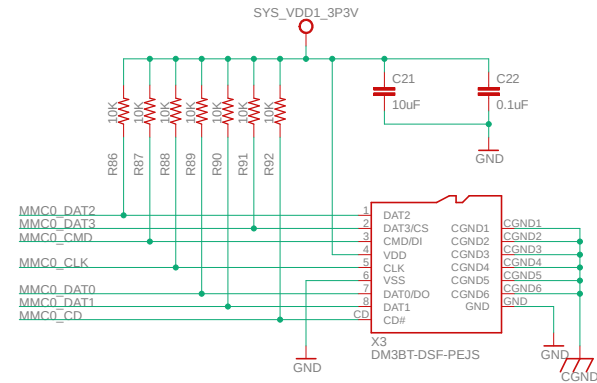 SYS_VDD1_3P3V
C21
10uF
C22
0.1uF
GND
10K
10K
10K
10K
10K
10K
10K
R86
R87
R88
R89
R90
R91
R92
MMC0_DAT2
MMC0_DAT3
MMC0_CMD
MMC0_CLK
MMC0_DAT0
MMC0_DAT1
MMC0_CD
1 DAT2
2 DAT3/CS CGND1 CGND1
3 CMD/DI CGND2 CGND2
4 VDD CGND3 CGND3
5 CLK CGND4 CGND4
6 VSS CGND5 CGND5
7 DAT0/DO CGND6 CGND6
8 DAT1 GND GND
CD CD#
X3
DM3BT-DSF-PEJS
GND
GND
CGND